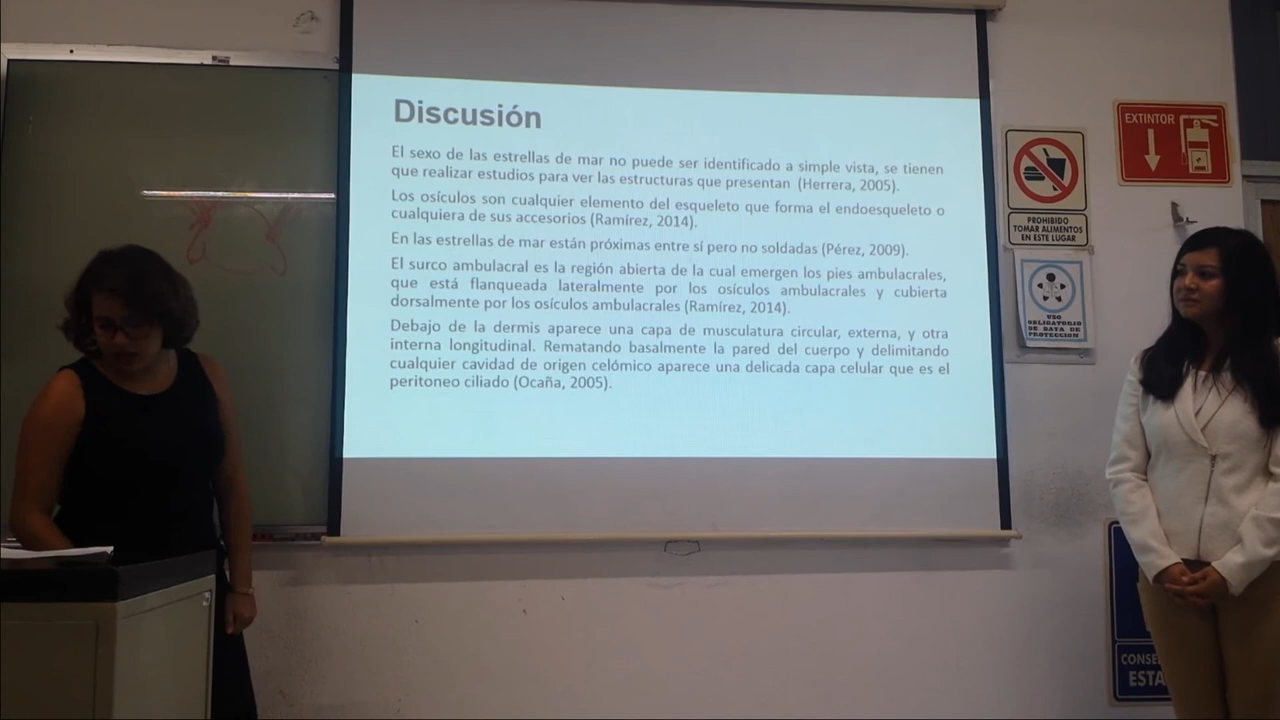 Discusión
El sexo de las estrellas de mar no puede ser identificado a simple vista, se tienen
que realizar estudios para ver las estructuras que presentan (Herrera, 2005).
Los osículos son cualquier elemento del esqueleto que forma el endoesqueleto o
cualquiera de sus accesorios (Ramírez, 2014).
En las estrellas de mar están próximas entre sí pero no soldadas (Pérez, 2009).
El surco ambulacral es la región abierta de la cual emergen los pies ambulacrales,
que está flanqueada lateralmente por los osículos ambulacrales y cubierta
dorsalmente por los osículos ambulacrales (Ramírez, 2014).
Debajo de la dermis aparece una capa de musculatura circular, externa, y otra
interna longitudinal. Rematando basalmente la pared del cuerpo y delimitando
cualquier cavidad de origen celómico aparece una delicada capa celular que es el
peritoneo ciliado (Ocaña, 2005).
EXTINTOR
PROHIBIDO
TOMAR ALIMENTOS
EN ESTE LUGAR
USO
OBLIGATORIO
DE BATA DE
PROTECCION
CONSE
ESTA